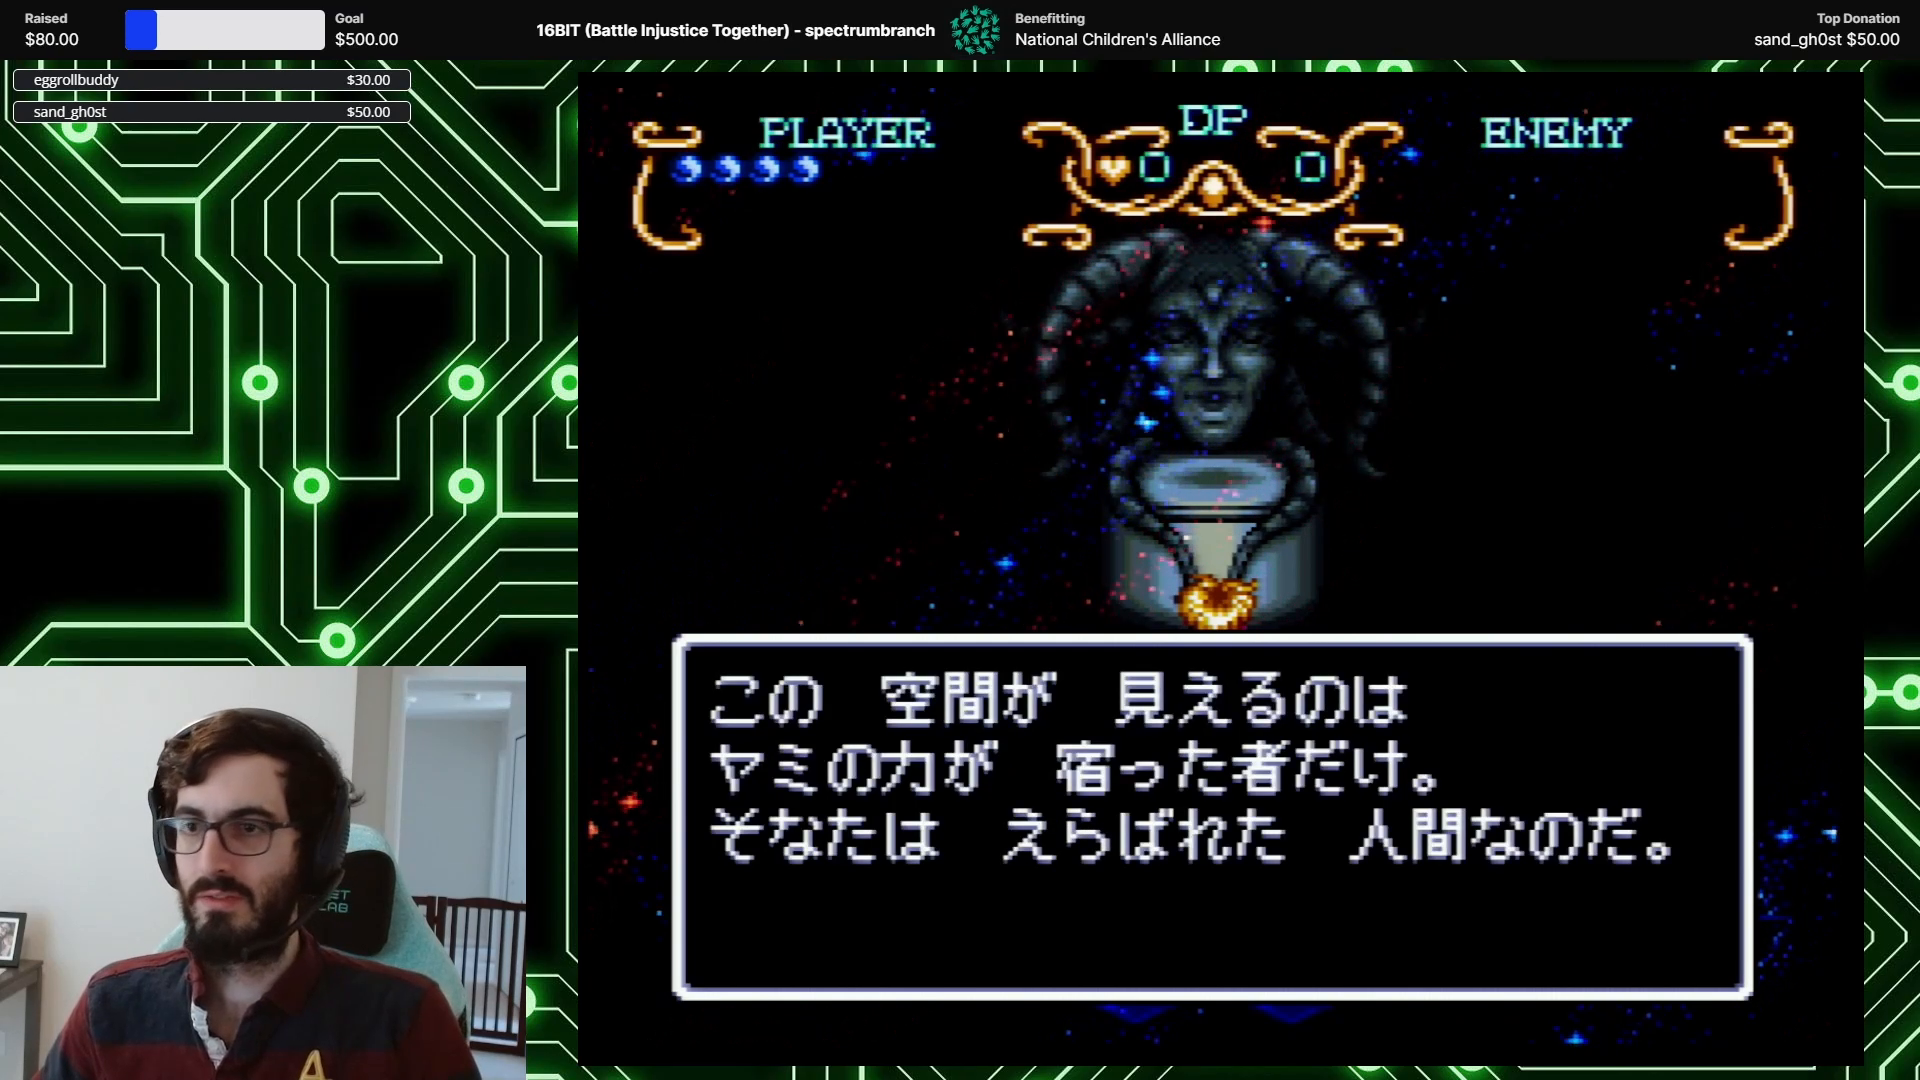 Raised
$80.00
Goal
$500.00
16BIT (Battle Injustice Together) - spectrumbranch
Benefitting
National Children's Alliance
Top Donation
sand_gh0st $50.00
eggrollbuddy $30.00
sand_gh0st $50.00
PLAYER
DP
ENEMY
0
0
この 空間が 見えるのは
ヤミの力が 宿った者だけ。
そなたは えらばれた 人間なのだ。